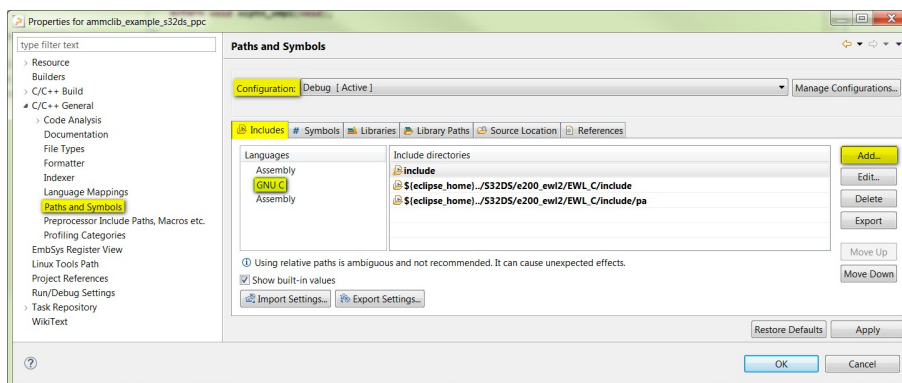 Properties for ammclib_example_s32ds_ppc
type filter text
Resource
Builders
C/C++ Build
C/C++ General
Code Analysis
Documentation
File Types
Formatter
Indexer
Language Mappings
Paths and Symbols
Preprocessor Include Paths, Macros etc.
Profiling Categories
EmbSys Register View
Linux Tools Path
Project References
Run/Debug Settings
Task Repository
WikiText
Paths and Symbols
Configuration: Debug [ Active ]
Manage Configurations...
Includes # Symbols Libraries Library Paths Source Location References
Languages
Assembly
GNU C
Assembly
Include directories
include
${eclipse_home}../S32DS/e200_ewl2/EWL_C/include
${eclipse_home}../S32DS/e200_ewl2/EWL_C/include/pa
Add...
Edit...
Delete
Export
Move Up
Move Down
Using relative paths is ambiguous and not recommended. It can cause unexpected effects.
Show built-in values
Import Settings... Export Settings...
Restore Defaults Apply
OK Cancel